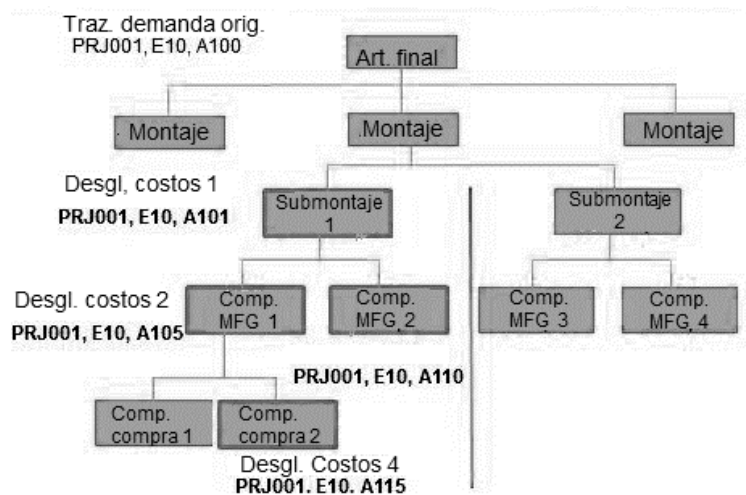 Traz. demanda orig.
PRJ001, E10, A100
Art. final
Montaje
Montaje
Montaje
Desgl, costos 1
PRJ001, E10, A101
Submontaje
1
Submontaje
2
Desgl. costos 2
PRJ001, E10, A105
Comp.
MFG 1
Comp.
MFG, 2
Comp.
MFG 3
Comp.
MFG, 4
PRJ001, E10, A110
Comp.
compra 1
Comp.
compra 2
Desgl. Costos 4
PRJ001. E10. A115